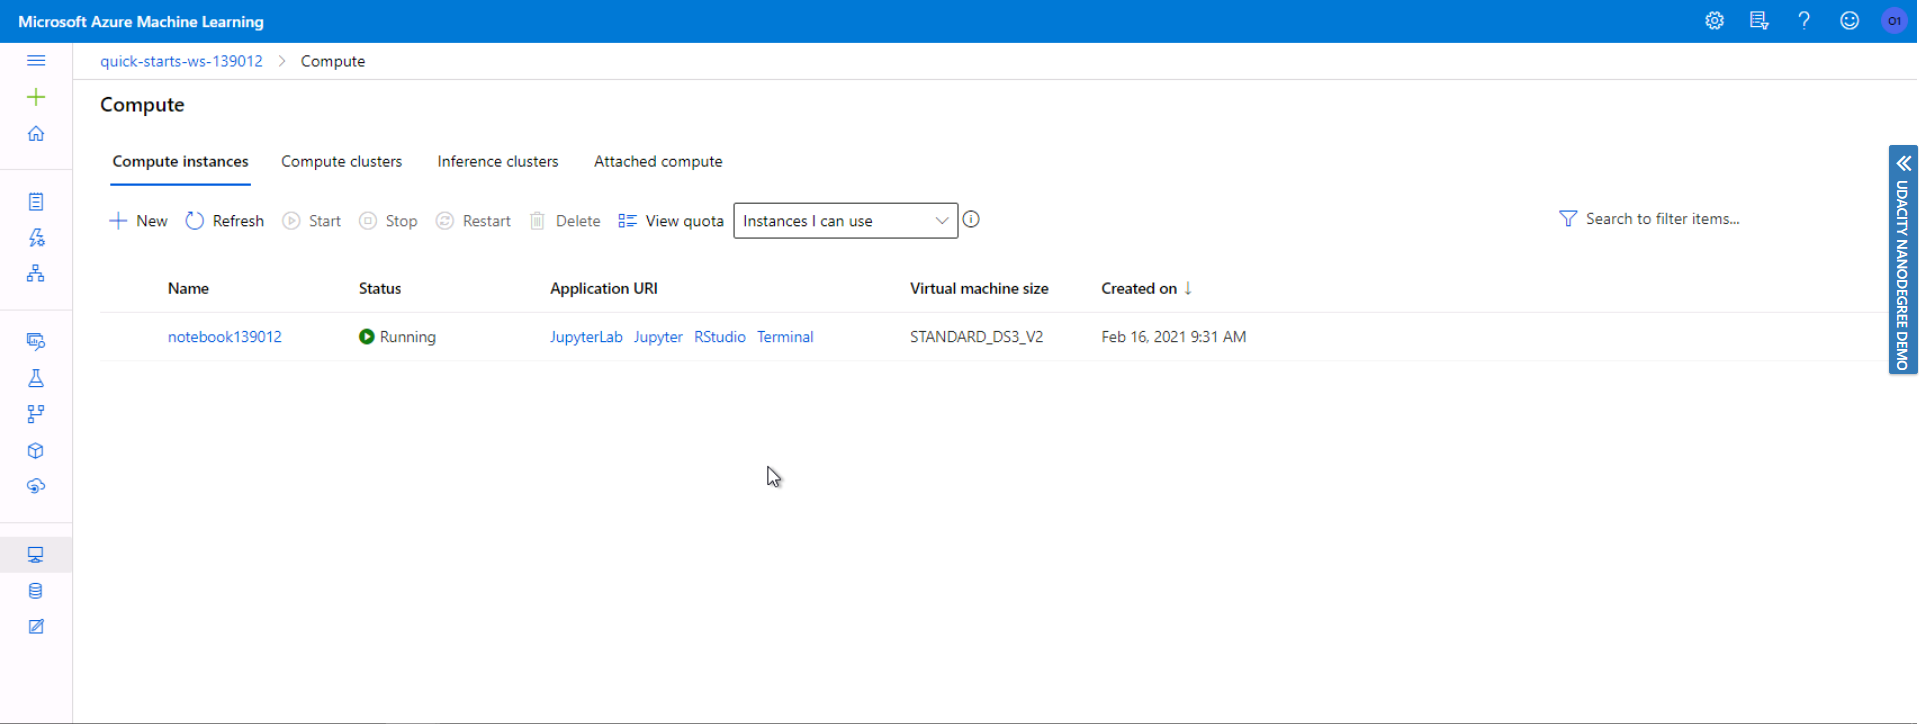 Microsoft Azure Machine Learning
O1
quick-starts-ws-139012 > Compute
Compute
Compute instances Compute clusters Inference clusters Attached compute
New Refresh Start Stop Restart Delete View quota Instances I can use Search to filter items...
Name Status Application URI Virtual machine size Created on ↓
notebook139012 Running JupyterLab Jupyter RStudio Terminal STANDARD_DS3_V2 Feb 16, 2021 9:31 AM
UDACITY NANODEGREE DEMO